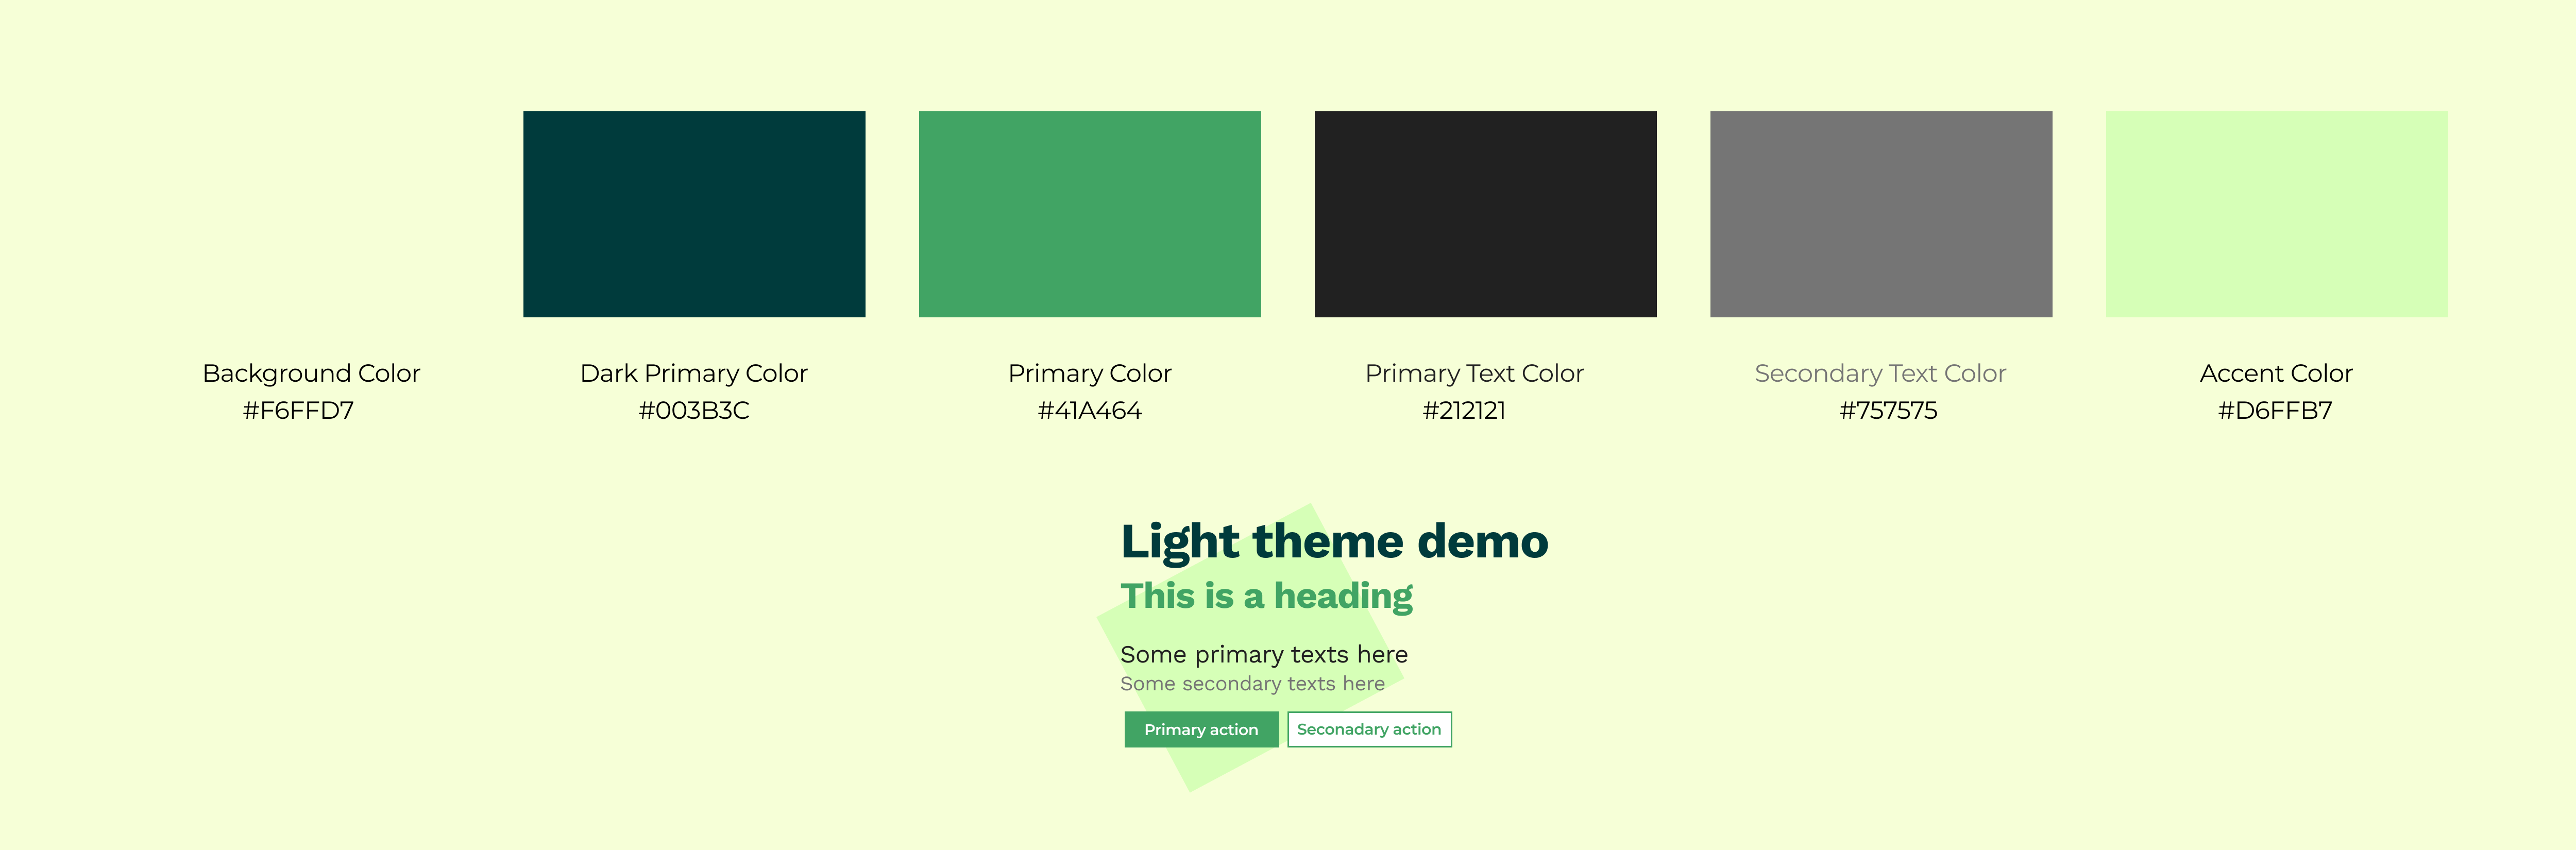 Background Color
#F6FFD7
Dark Primary Color
#003B3C
Primary Color
#41A464
Primary Text Color
#212121
Secondary Text Color
#757575
Accent Color
#D6FFB7
Light theme demo
This is a heading
Some primary texts here
Some secondary texts here
Primary action
Seconadary action